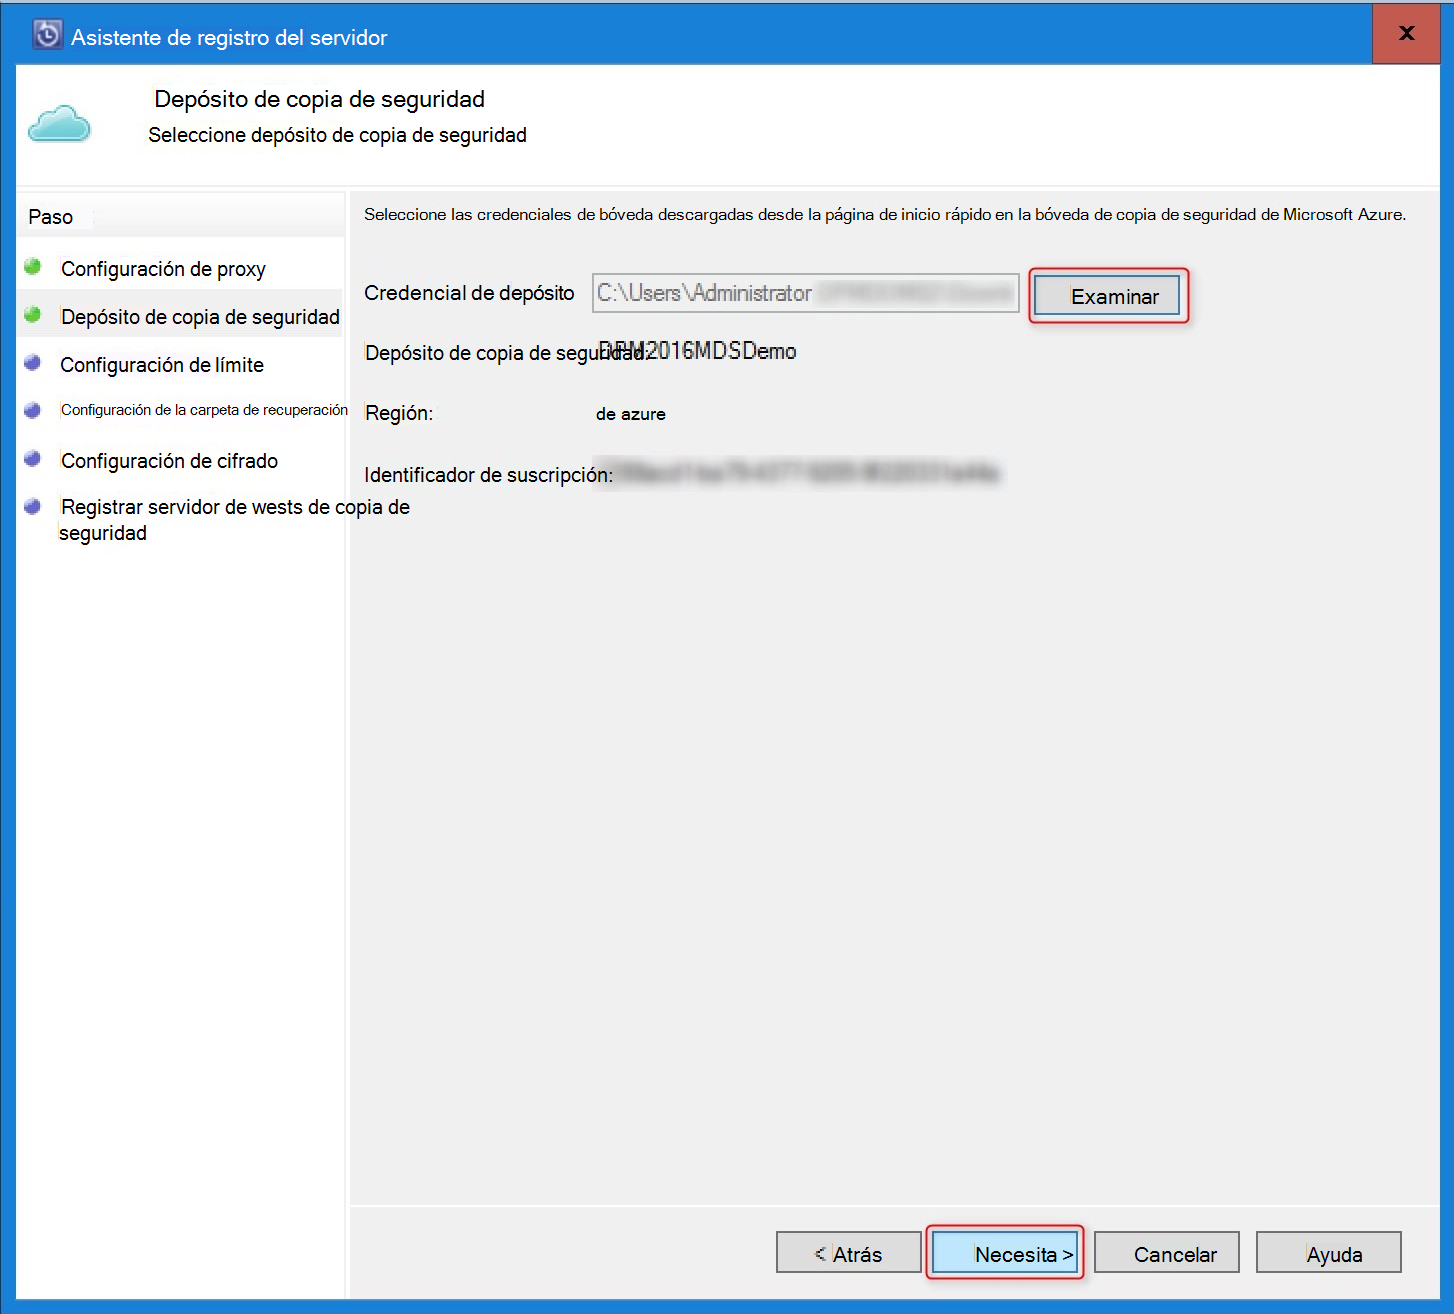 Asistente de registro del servidor
x
Depósito de copia de seguridad
Seleccione depósito de copia de seguridad
Paso
Configuración de proxy
Depósito de copia de seguridad
Configuración de límite
Configuración de la carpeta de recuperación
Configuración de cifrado
Registrar servidor de wests de copia de
seguridad
Seleccione las credenciales de bóveda descargadas desde la página de inicio rápido en la bóveda de copia de seguridad de Microsoft Azure.
Credencial de depósito C:\Users\Administrator Examinar
Depósito de copia de seguridad: DPM2016MDSDemo
Región: de azure
Identificador de suscripción:
< Atrás Necesita > Cancelar Ayuda